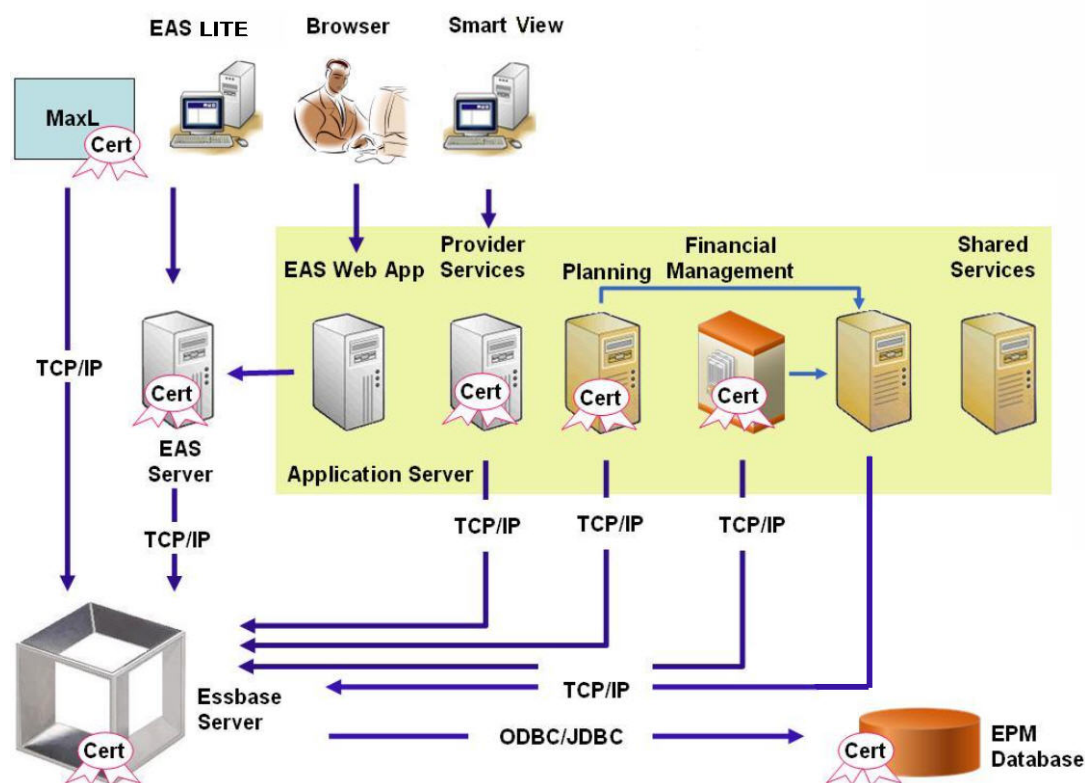 EAS LITE
Browser
Smart View
MaxL
Cert
EAS Web App
Provider
Services
Planning
Financial
Management
Shared
Services
TCP/IP
Cert
Cert
Cert
Cert
EAS
Server
Application Server
TCP/IP
TCP/IP
TCP/IP
TCP/IP
TCP/IP
Essbase
Server
Cert
ODBC/JDBC
Cert
EPM
Database